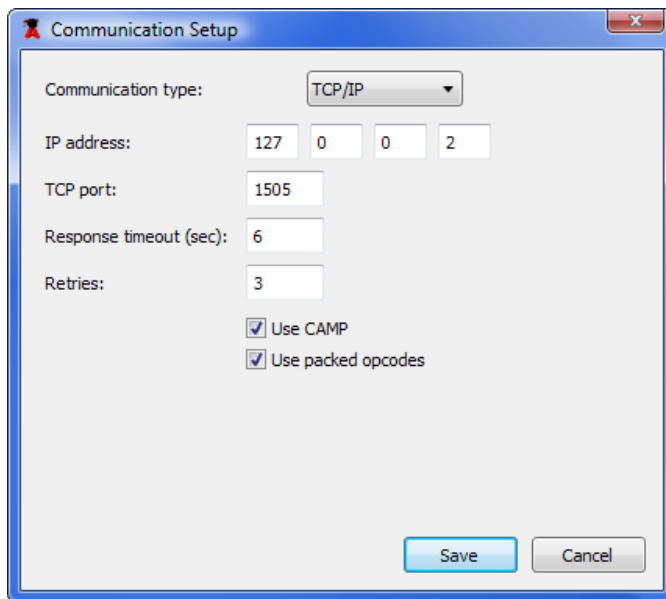 Communication Setup
Communication type: TCP/IP
IP address: 127 0 0 2
TCP port: 1505
Response timeout (sec): 6
Retries: 3
Use CAMP
Use packed opcodes
Save Cancel